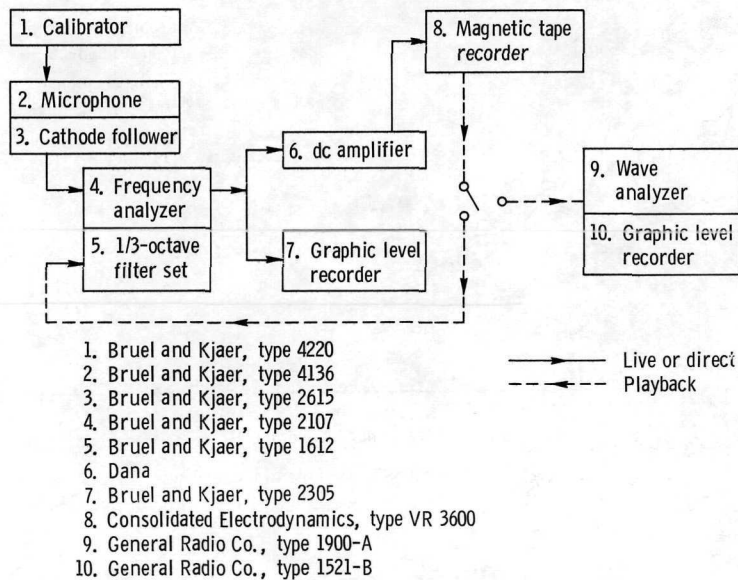 1. Calibrator
2. Microphone
3. Cathode follower
4. Frequency
analyzer
5. 1/3-octave
filter set
6. dc amplifier
7. Graphic level
recorder
8. Magnetic tape
recorder
9. Wave
analyzer
10. Graphic level
recorder
1. Bruel and Kjaer, type 4220
2. Bruel and Kjaer, type 4136
3. Bruel and Kjaer, type 2615
4. Bruel and Kjaer, type 2107
5. Bruel and Kjaer, type 1612
6. Dana
7. Bruel and Kjaer, type 2305
8. Consolidated Electrodynamics, type VR 3600
9. General Radio Co., type 1900-A
10. General Radio Co., type 1521-B
Live or direct
Playback